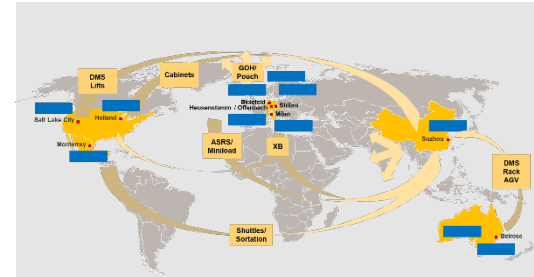 DMS
Lifts
Cabinets
GOH/
Pouch
Bielefeld
Stříbro
Heusenstamm / Offenbach
Milan
Salt Lake City
Holland
Monterrey
ASRS/
Miniload
XB
Suzhou
DMS
Rack
AGV
Shuttles/
Sortation
Belrose